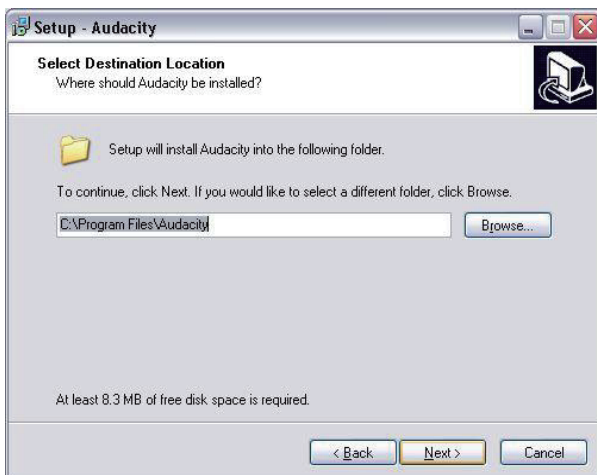 Setup - Audacity
Select Destination Location
Where should Audacity be installed?
Setup will install Audacity into the following folder.
To continue, click Next. If you would like to select a different folder, click Browse.
C:\Program Files\Audacity
Browse...
At least 8.3 MB of free disk space is required.
< Back
Next >
Cancel